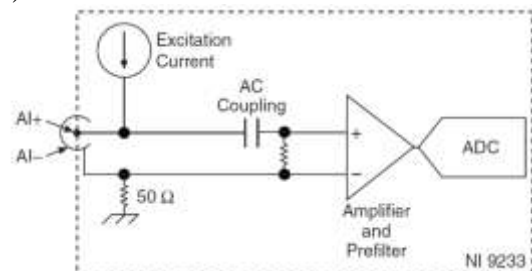 )
Excitation
Current
AC
Coupling
AI+
AI–
+
–
ADC
50 Ω
Amplifier
and
Prefilter
NI 9233